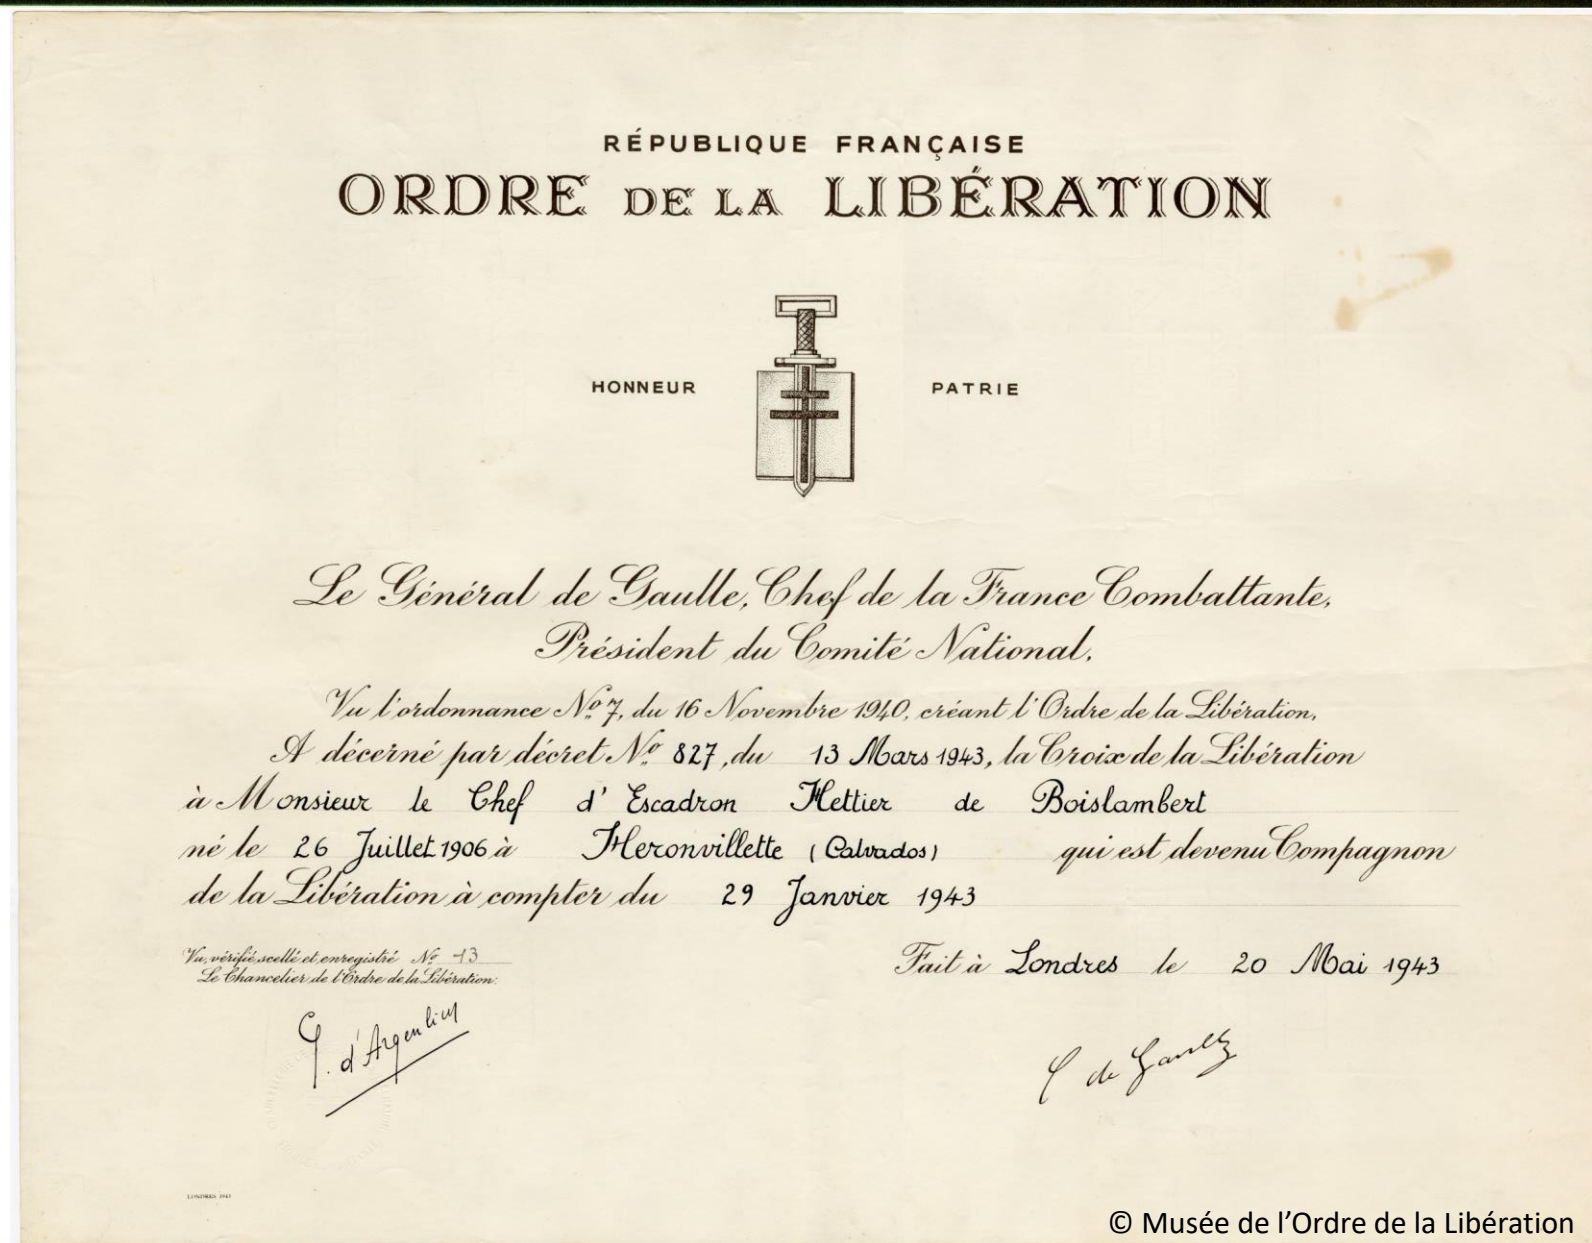 RÉPUBLIQUE FRANÇAISE
ORDRE DE LA LIBÉRATION
HONNEUR PATRIE
Le Général de Gaulle, Chef de la France Combattante,
Président du Comité National,
Vu l'ordonnance Nº 7, du 16 Novembre 1940, créant l'Ordre de la Libération,
A décerné par décret Nº 827, du 13 Mars 1943, la Croix de la Libération
à Monsieur le Chef d'Escadron Hettier de Boislambert
né le 26 Juillet 1906 à Heronvillette (Calvados) qui est devenu Compagnon
de la Libération à compter du 29 Janvier 1943
Vu, vérifié, scellé et enregistré Nº 13
Le Chancelier de l'Ordre de la Libération.
Fait à Londres le 20 Mai 1943
G. d'Argenlieu
C de Gaulle
© Musée de l'Ordre de la Libération